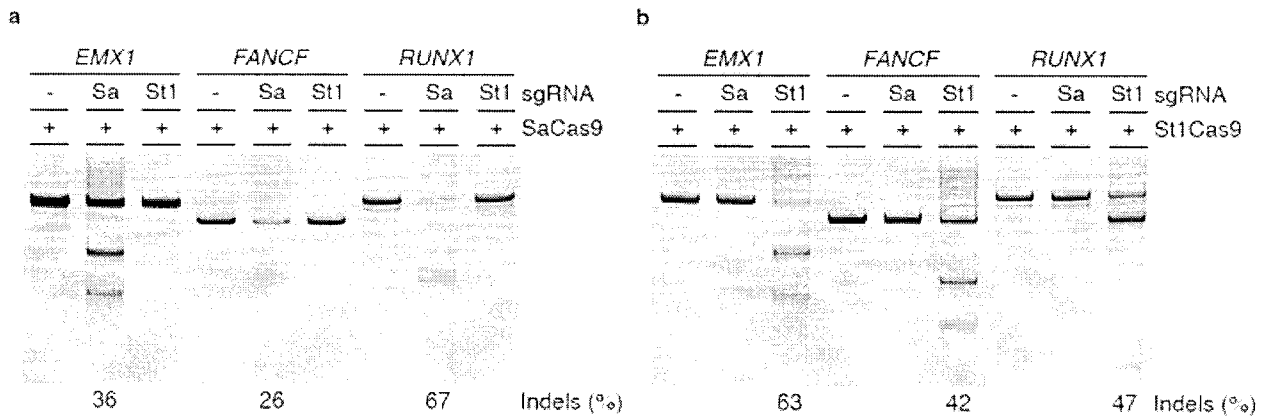 a
EMX1 FANCF RUNX1
- Sa St1 - Sa St1 - Sa St1 sgRNA
+ + + + + + + + + SaCas9
36 26 67 Indels (%)
b
EMX1 FANCF RUNX1
- Sa St1 - Sa St1 - Sa St1 sgRNA
+ + + + + + + + + St1Cas9
63 42 47 Indels (%)